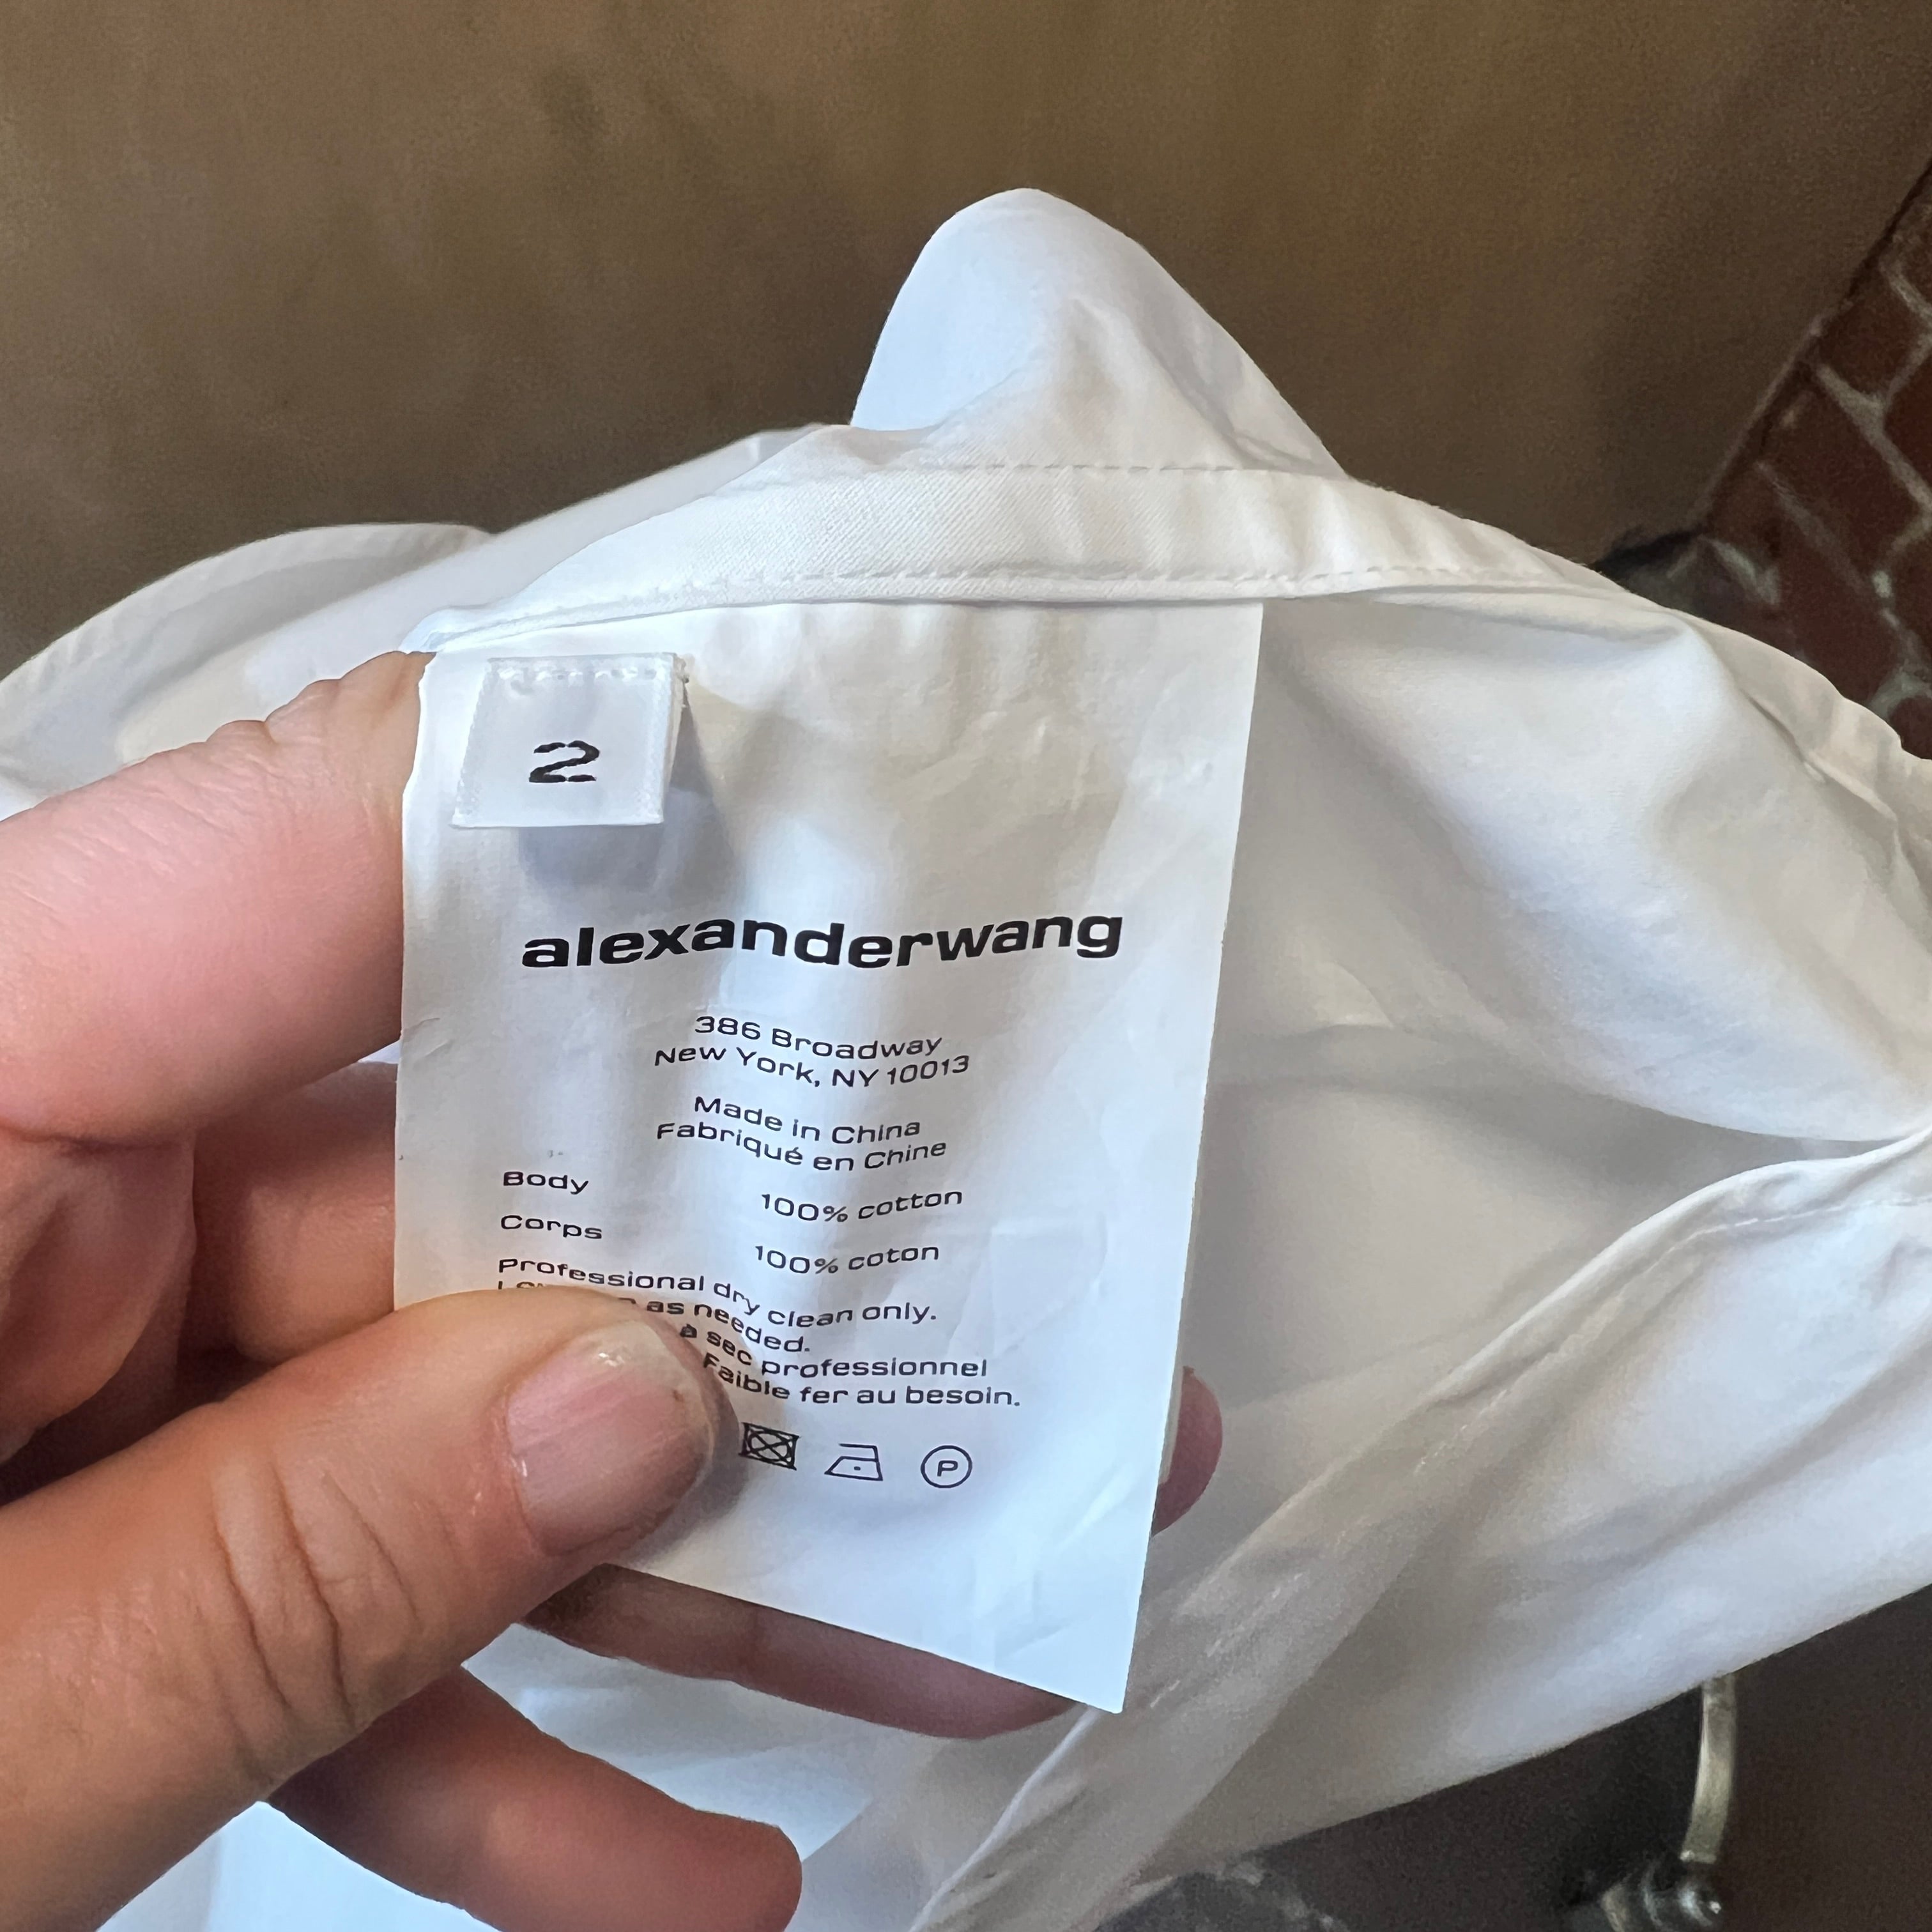 2
alexanderwang
386 Broadway
New York, NY 10013
Made in China
Fabriqué en Chine
Body 100% cotton
Corps 100% coton
Professional dry clean only.
as needed.
à sec professionnel
Faible fer au besoin.
P